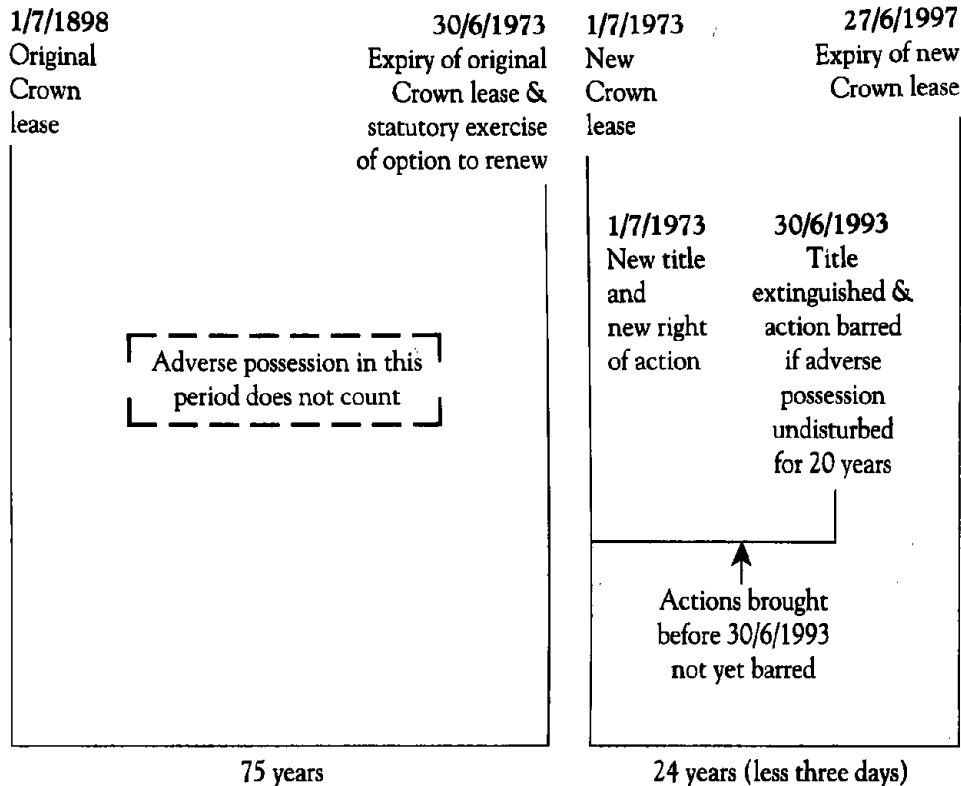 1/7/1898
Original
Crown
lease
30/6/1973
Expiry of original
Crown lease &
statutory exercise
of option to renew
1/7/1973
New
Crown
lease
27/6/1997
Expiry of new
Crown lease
1/7/1973
New title
and
new right
of action
30/6/1993
Title
extinguished &
action barred
if adverse
possession
undisturbed
for 20 years
Adverse possession in this
period does not count
Actions brought
before 30/6/1993
not yet barred
75 years
24 years (less three days)